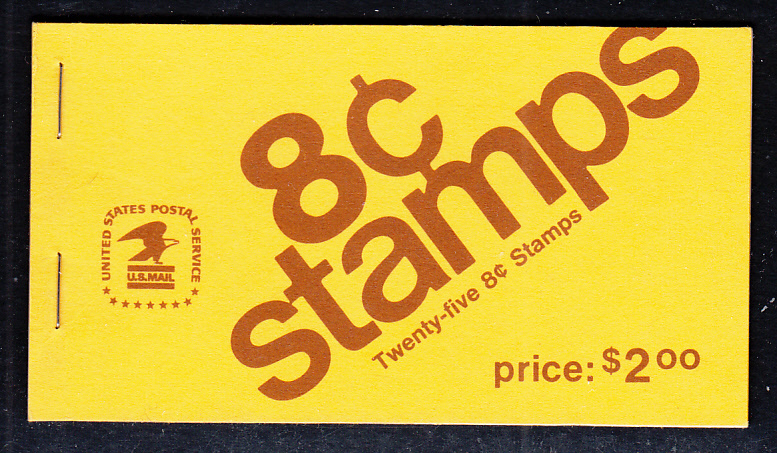 8¢
stamps
Twenty-five 8¢ Stamps
UNITED STATES POSTAL SERVICE
U.S.MAIL
price: $2.00